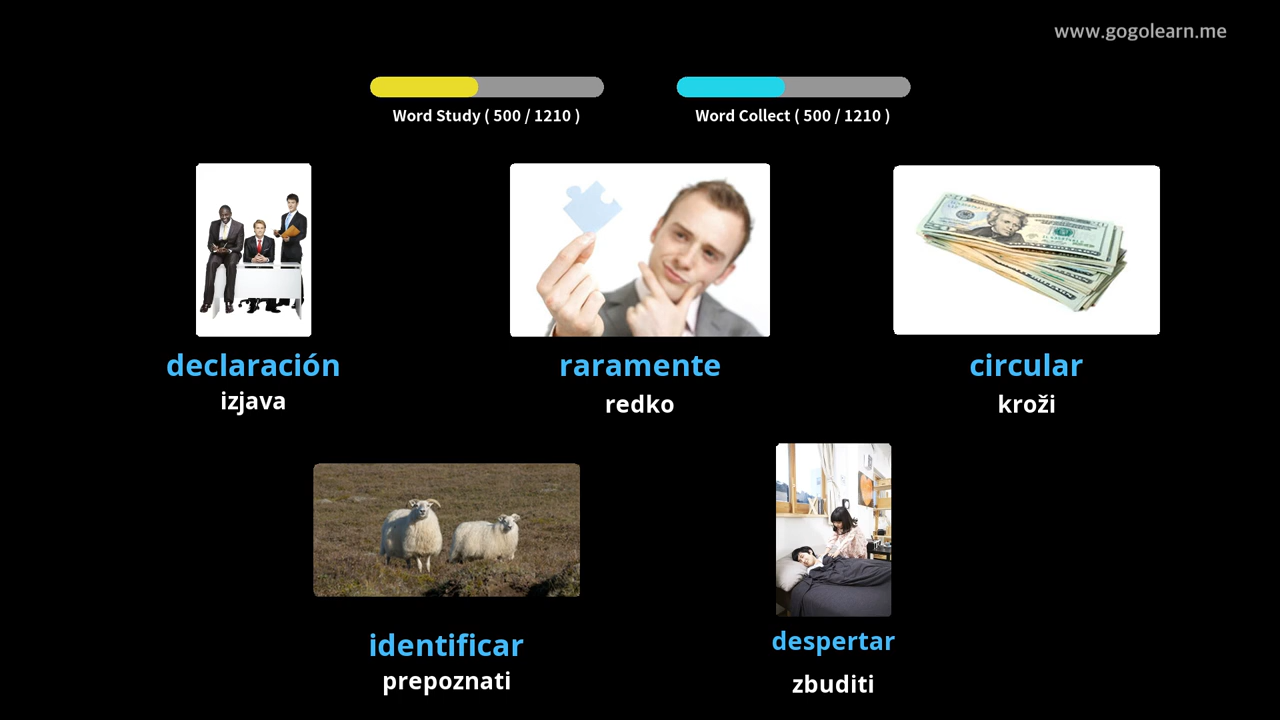 www.gogolearn.me
Word Study ( 500 / 1210 )
Word Collect ( 500 / 1210 )
declaración
izjava
raramente
redko
circular
kroži
identificar
prepoznati
despertar
zbuditi